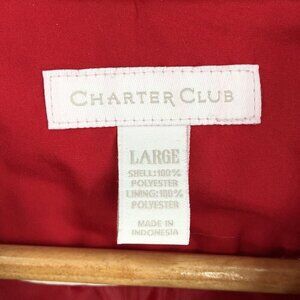 CHARTER CLUB
LARGE
SHELL:100%
POLYESTER
LINING:100%
POLYESTER
MADE IN
INDONESIA